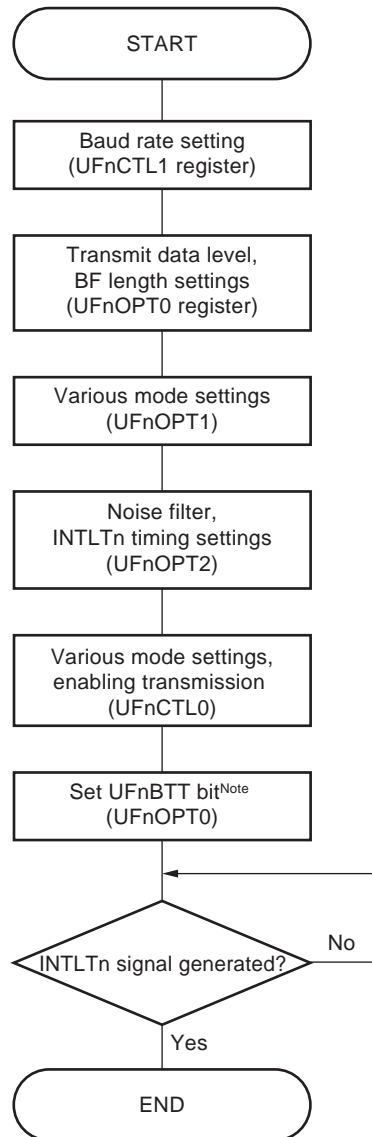 START
Baud rate setting
(UFnCTL1 register)
Transmit data level,
BF length settings
(UFnOPT0 register)
Various mode settings
(UFnOPT1)
Noise filter,
INTLTn timing settings
(UFnOPT2)
Various mode settings,
enabling transmission
(UFnCTL0)
Set UFnBTT bitNote
(UFnOPT0)
INTLTn signal generated?
No
Yes
END